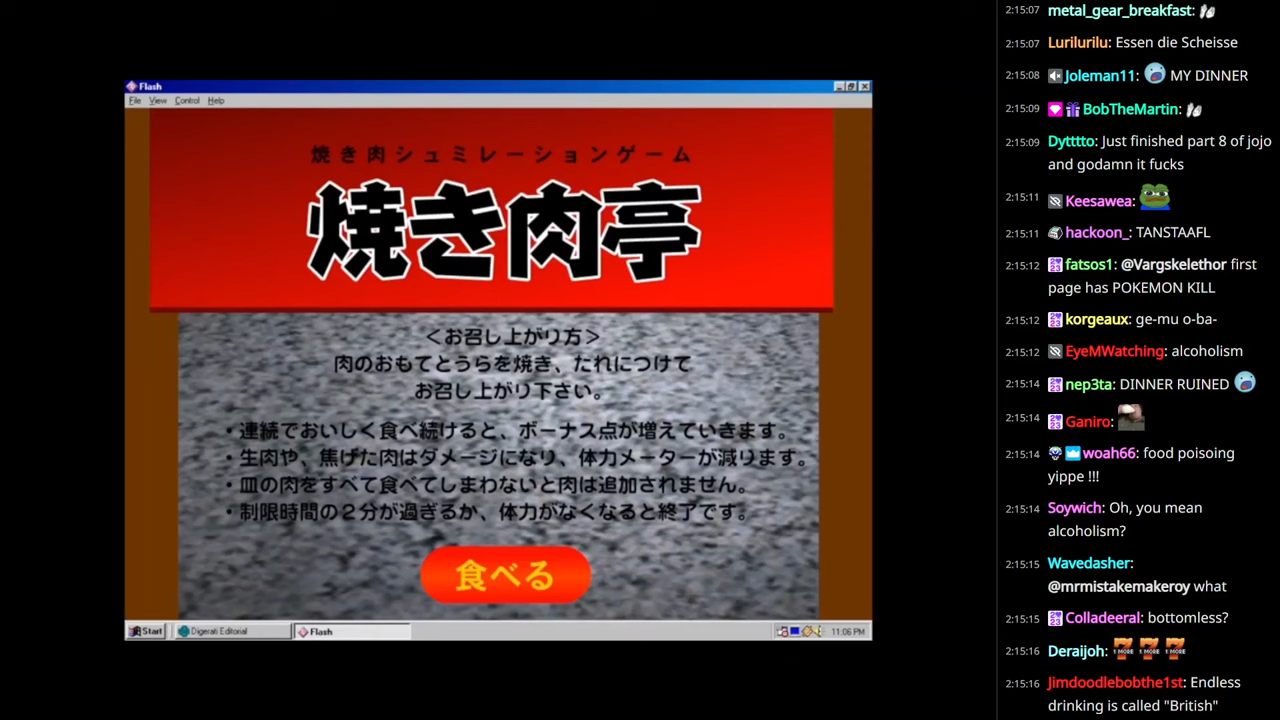 Flash
File View Control Help
焼き肉シュミレーションゲーム
焼き肉亭
<お召し上がり方>
肉のおもてとうらを焼き、たれにつけて
お召し上がり下さい。
・連続でおいしく食べ続けると、ボーナス点が増えていきます。
・生肉や、焦げた肉はダメージになり、体力メーターが減ります。
・皿の肉をすべて食べてしまわないと肉は追加されません。
・制限時間の2分が過ぎるか、体力がなくなると終了です。
食べる
Start Digerati Editorial Flash 11:06 PM
2:15:07 metal_gear_breakfast:
2:15:07 Lurilurilu: Essen die Scheisse
2:15:08 Joleman11: MY DINNER
2:15:09 BobTheMartin:
2:15:09 Dytttto: Just finished part 8 of jojo
and godamn it fucks
2:15:11 Keesawea:
2:15:11 hackoon_: TANSTAAFL
2:15:12 fatsos1: @Vargskelethor first
page has POKEMON KILL
2:15:12 korgeaux: ge-mu o-ba-
2:15:12 EyeMWatching: alcoholism
2:15:14 nep3ta: DINNER RUINED
2:15:14 Ganiro:
2:15:14 woah66: food poisoning
yippe !!!
2:15:14 Soywich: Oh, you mean
alcoholism?
2:15:15 Wavedasher:
@mrmistakemakeroy what
2:15:15 Colladeeral: bottomless?
2:15:16 Deraijoh: 1 MORE 1 MORE 1 MORE
2:15:16 Jimdoodlebobthe1st: Endless
drinking is called "British"